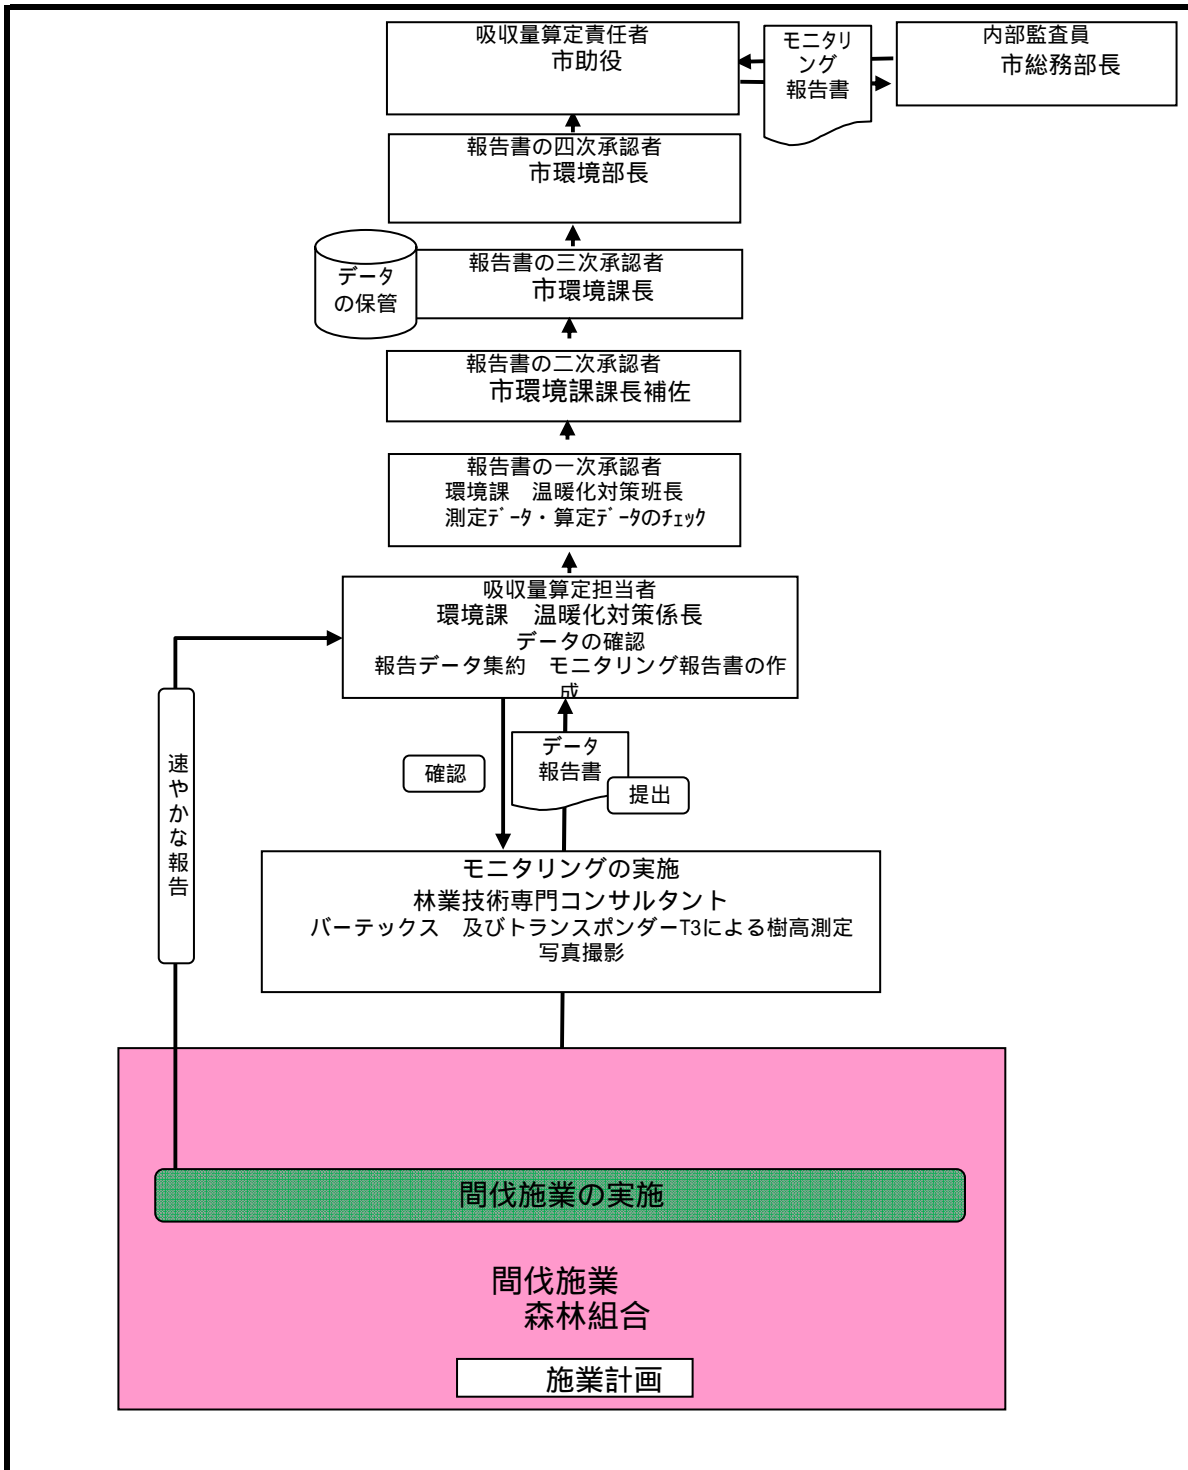 吸収量算定責任者
市助役
モニタリ
ング
報告書
内部監査員
市総務部長
報告書の四次承認者
市環境部長
データ
の保管
報告書の三次承認者
市環境課長
報告書の二次承認者
市環境課課長補佐
報告書の一次承認者
環境課　温暖化対策班長
測定ﾃﾞｰﾀ・算定ﾃﾞｰﾀのﾁｪｯｸ
吸収量算定担当者
環境課　温暖化対策係長
データの確認
報告データ集約　モニタリング報告書の作
成
速やかな報告
確認
データ
報告書
提出
モニタリングの実施
林業技術専門コンサルタント
バーテックス　及びトランスポンダーT3による樹高測定
写真撮影
間伐施業の実施
間伐施業
森林組合
施業計画